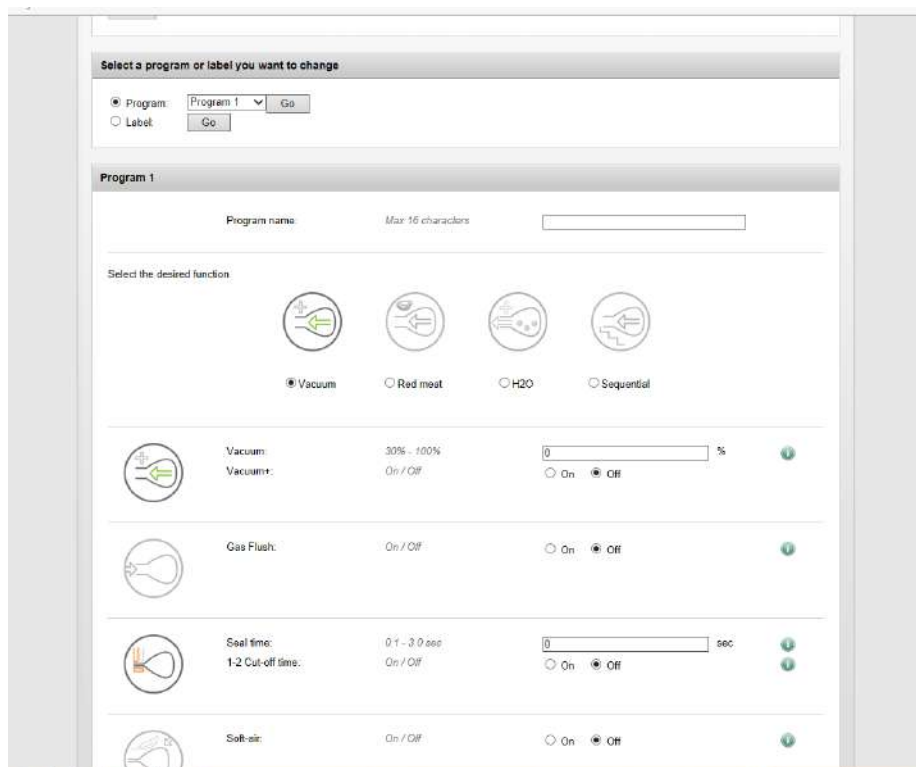 Select a program or label you want to change
Program: Program 1 Go
Label: Go
Program 1
Program name: Max 16 characters
Select the desired function
Vacuum Red meat H2O Sequential
Vacuum: 30% - 100% 0 %
Vacuum+: On / Off On Off
Gas Flush: On / Off On Off
Seal time: 0.1 - 3.0 sec 0 sec
1-2 Cut-off time: On / Off On Off
Soft-air: On / Off On Off